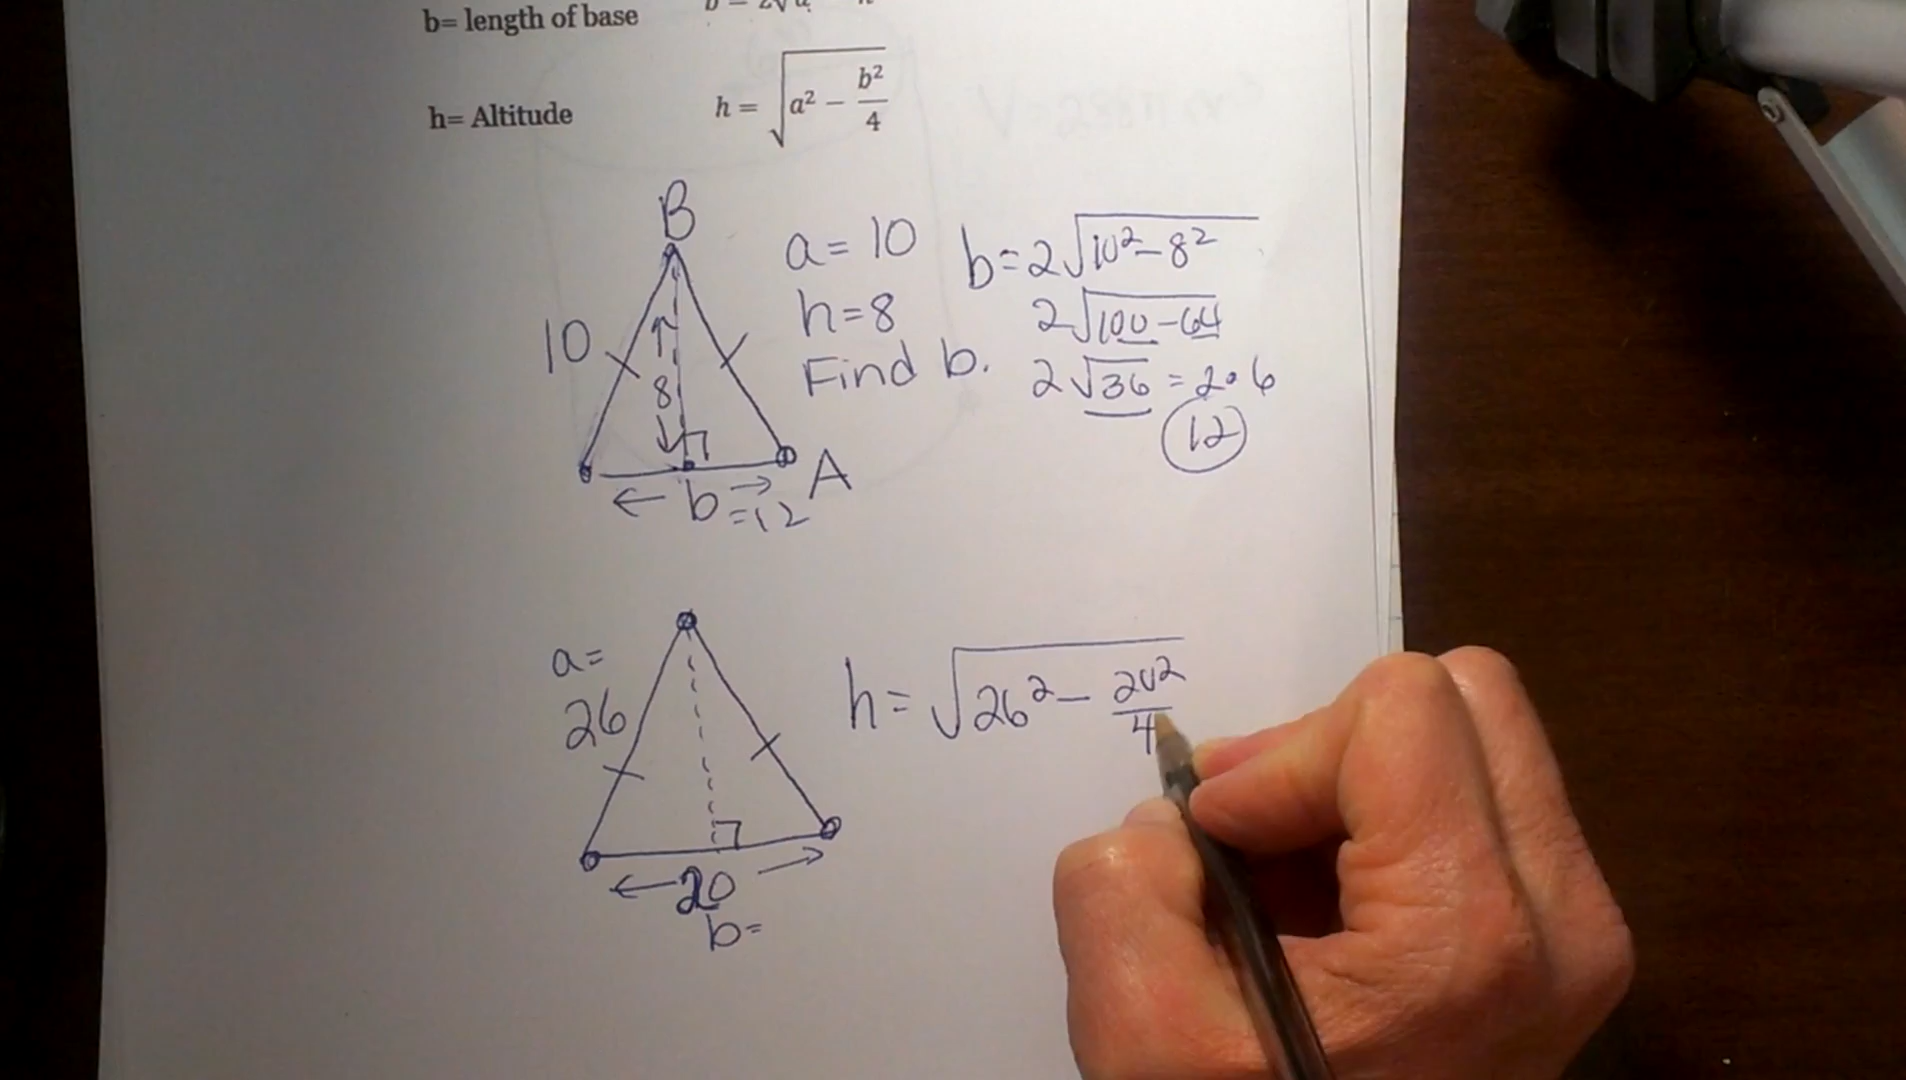 b= length of base
h= Altitude
h = √a² − b²/4
B
10
8
b
=12
A
a = 10
h = 8
Find b.
b = 2√10² − 8²
2√100 − 64
2√36 = 2 • 6
12
a =
26
20
b =
h = √26² − 20²/4